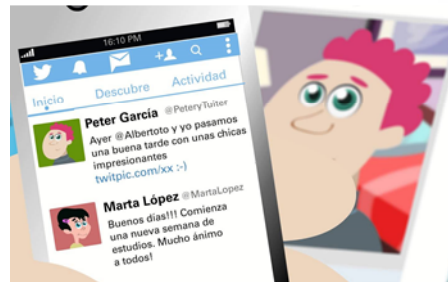 16:10 PM
Inicio Descubre Actividad
Peter García @PeteryTuiter
Ayer @Albertoto y yo pasamos
una buena tarde con unas chicas
impresionantes
twitpic.com/xx :-)
Marta López @MartaLopez
Buenos días!!! Comienza
una nueva semana de
estudios. Mucho ánimo
a todos!